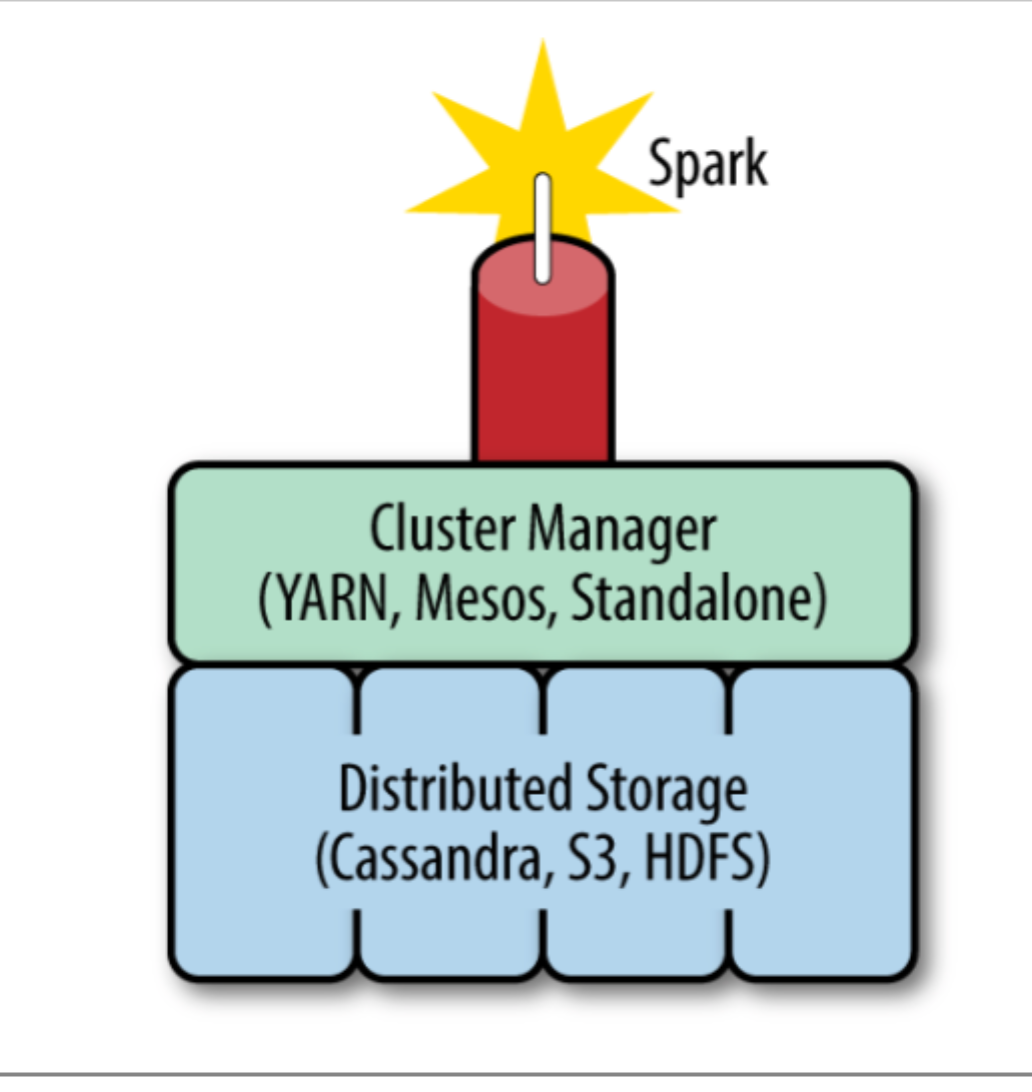 Spark
Cluster Manager
(YARN, Mesos, Standalone)
Distributed Storage
(Cassandra, S3, HDFS)